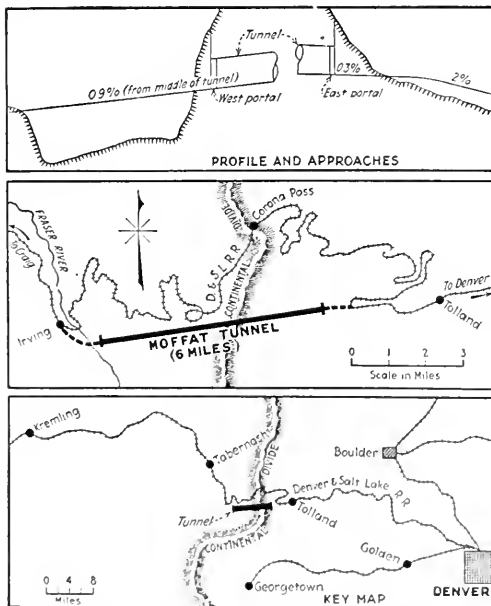 Tunnel
0.9% (from middle of tunnel)
West portal
0.3%
East portal
2%
PROFILE AND APPROACHES
Corona Pass
FRASER RIVER
to Craig
D. & S. L. R. R.
CONTINENTAL DIVIDE
To Denver
Tolland
Irving
MOFFAT TUNNEL
(6 MILES)
0 1 2 3
Scale in Miles
Kremling
Tabernash
DIVIDE
Boulder
Denver & Salt Lake R.R.
Tunnel
Tolland
CONTINENTAL
Golden
Georgetown
DENVER
0 4 8
Miles
KEY MAP